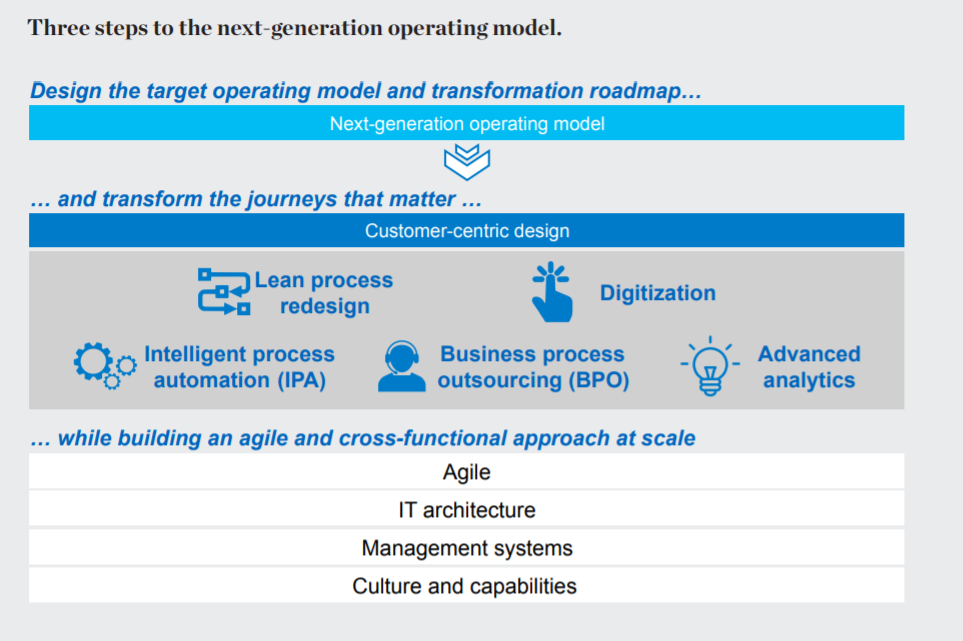 Three steps to the next-generation operating model.
Design the target operating model and transformation roadmap…
Next-generation operating model
… and transform the journeys that matter …
Customer-centric design
Lean process
redesign
Digitization
Intelligent process
automation (IPA)
Business process
outsourcing (BPO)
Advanced
analytics
… while building an agile and cross-functional approach at scale
Agile
IT architecture
Management systems
Culture and capabilities